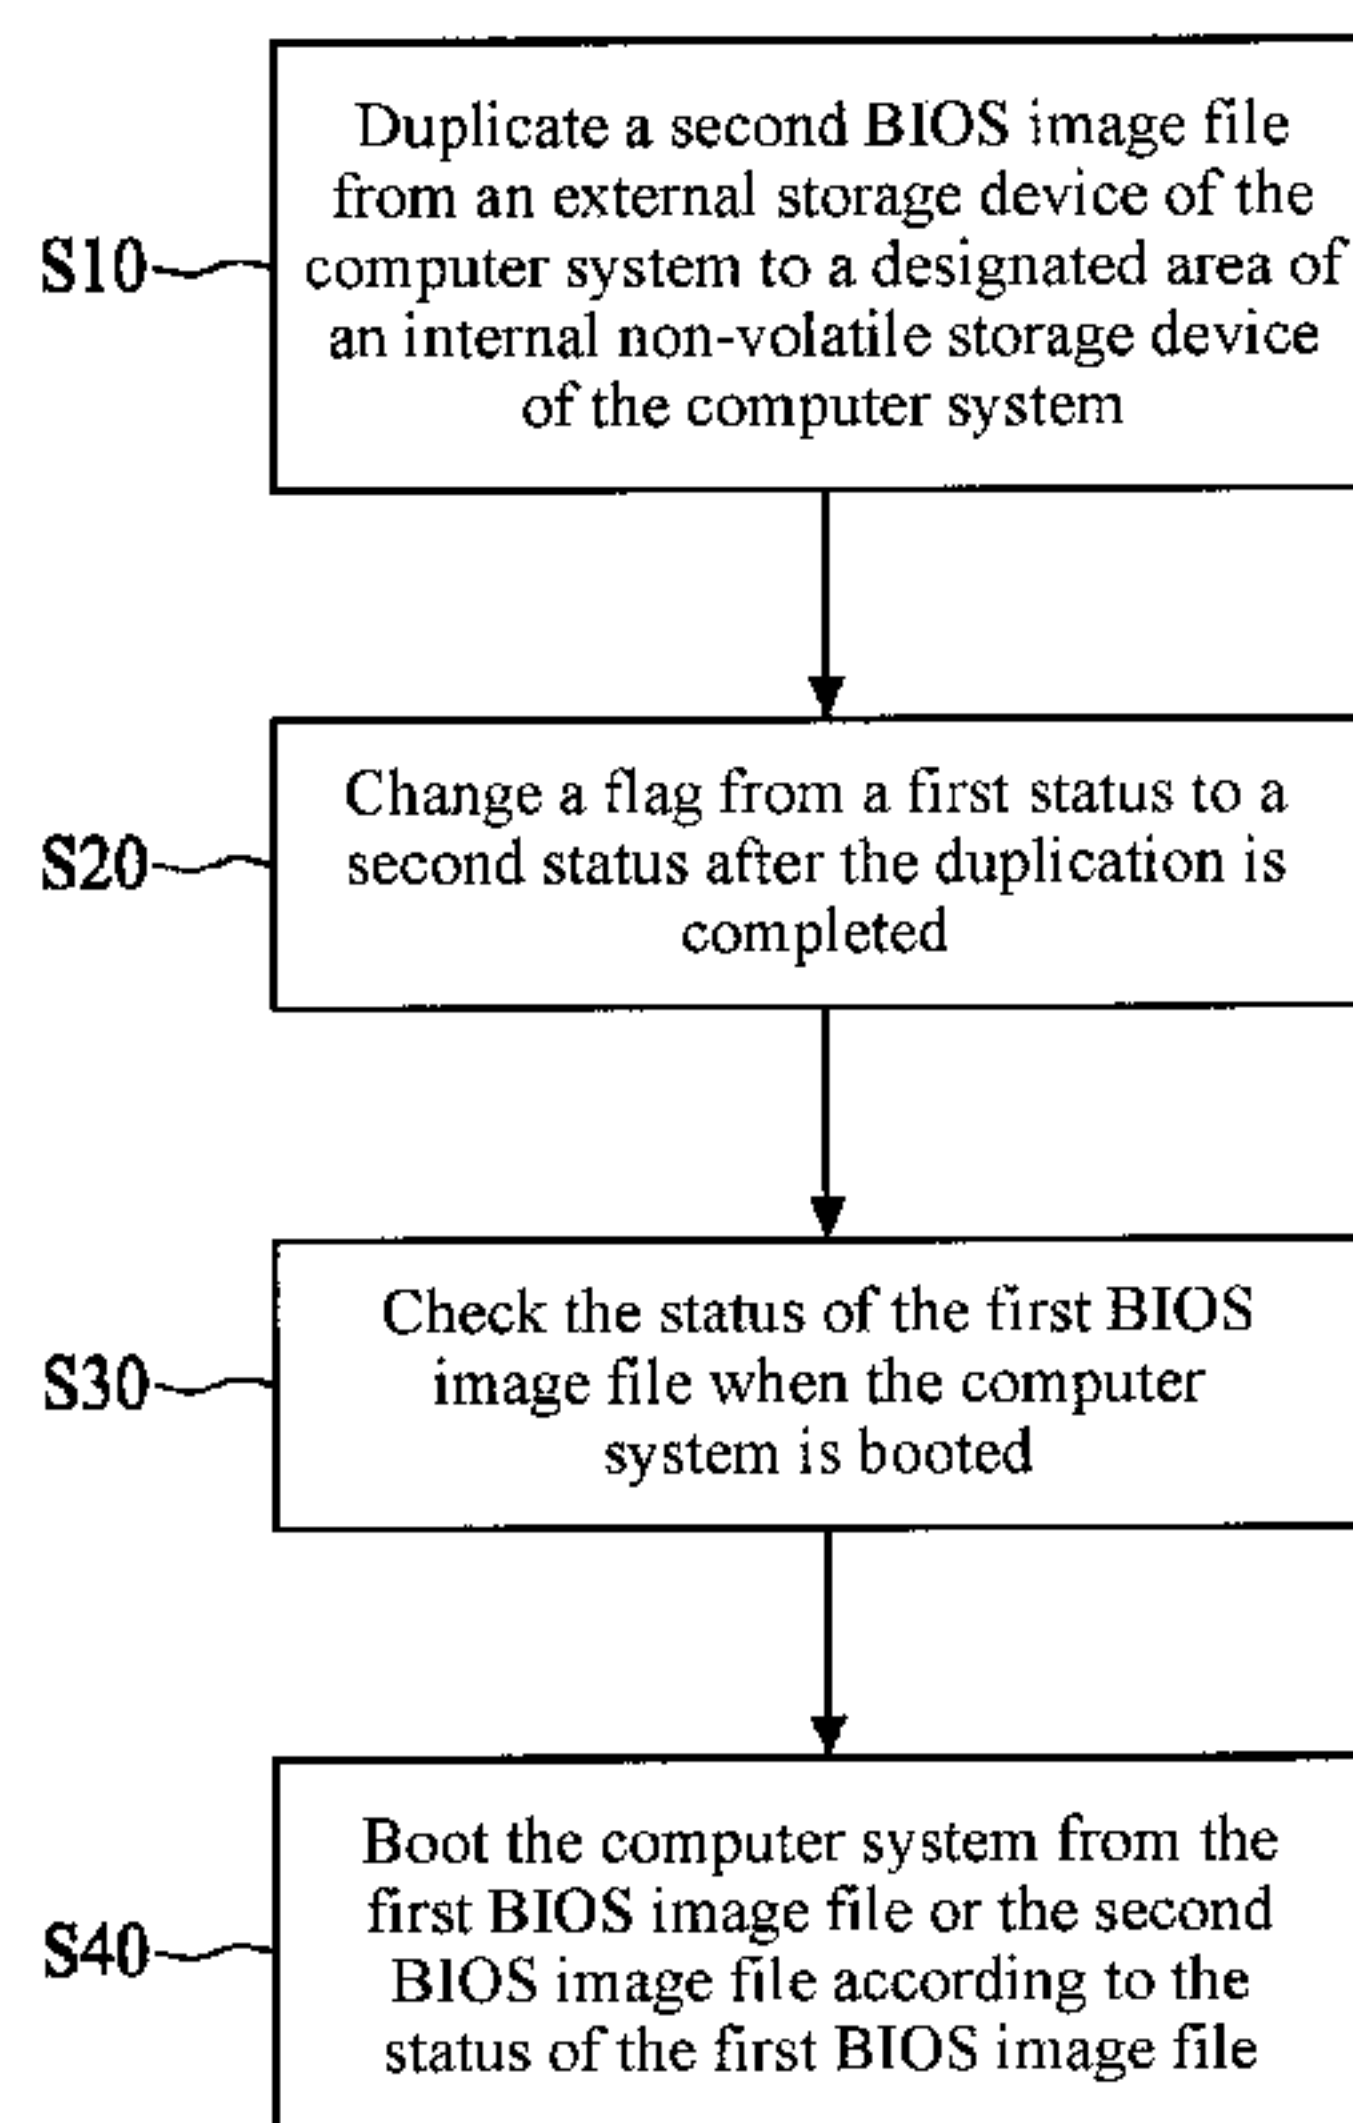 Duplicate a second BIOS image file
from an external storage device of the
S10
computer system to a designated area of
an internal non-volatile storage device
of the computer system
Change a flag from a first status to a
S20
second status after the duplication is
completed
Check the status of the first BIOS
S30
image file when the computer
system is booted
Boot the computer system from the
first BIOS image file or the second
S40
BIOS image file according to the
status of the first BIOS image file